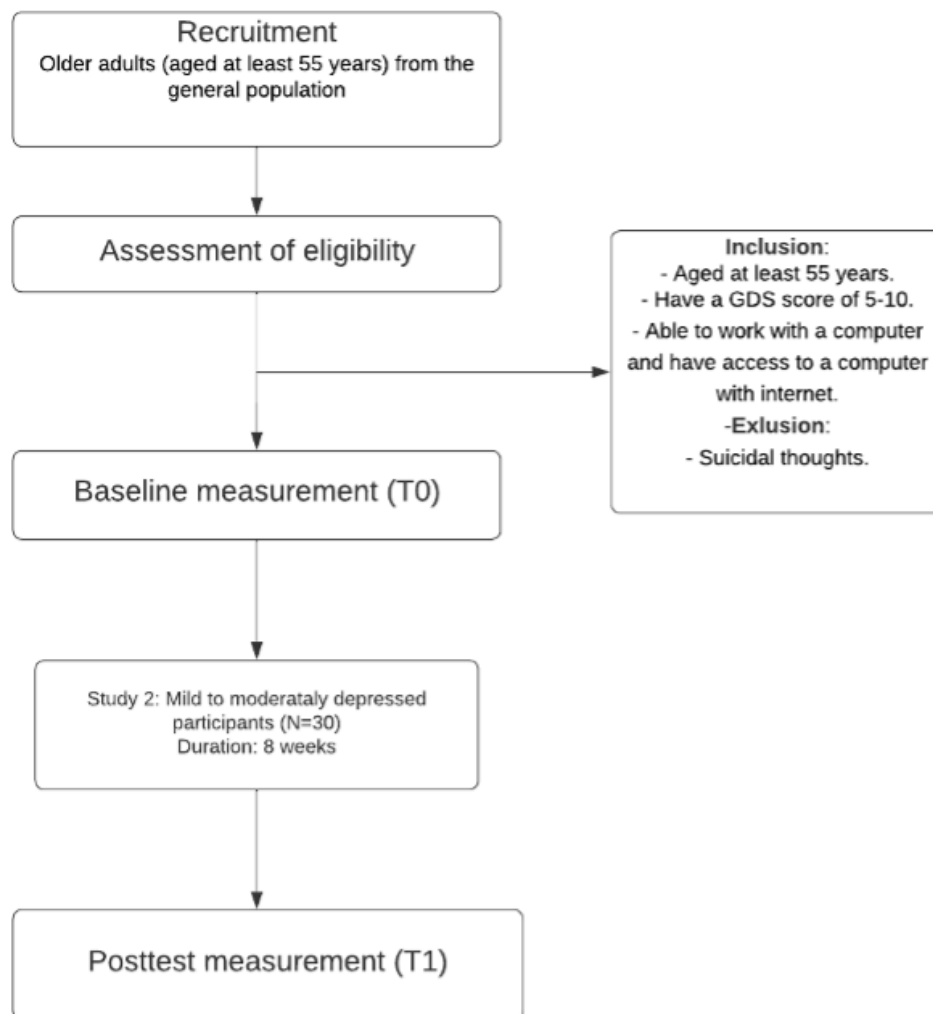 Recruitment
Older adults (aged at least 55 years) from the
general population
Assessment of eligibility
Inclusion:
- Aged at least 55 years.
- Have a GDS score of 5-10.
- Able to work with a computer
and have access to a computer
with internet.
-Exlusion:
- Suicidal thoughts.
Baseline measurement (T0)
Study 2: Mild to moderataly depressed
participants (N=30)
Duration: 8 weeks
Posttest measurement (T1)